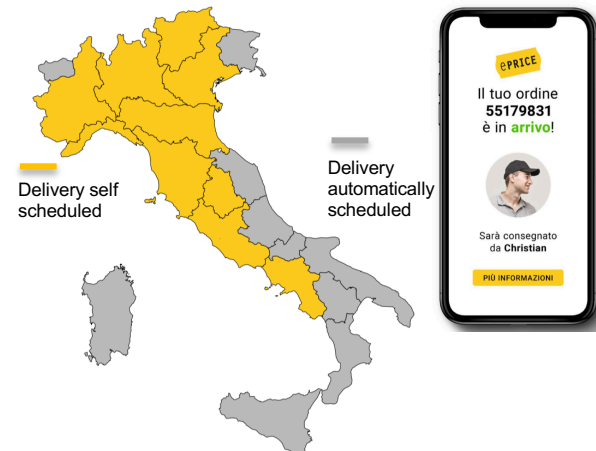 Delivery self
scheduled
Delivery
automatically
scheduled
ePRICE
Il tuo ordine
55179831
è in arrivo!
Sarà consegnato
da Christian
PIÙ INFORMAZIONI